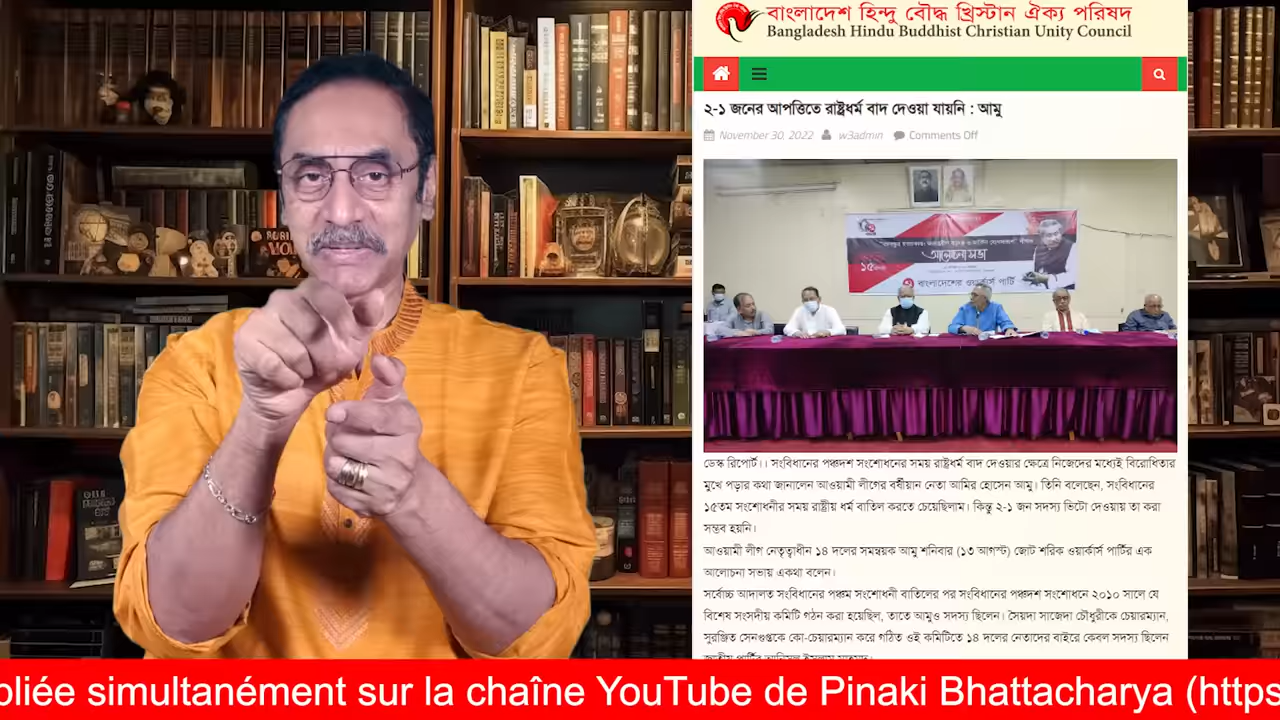 বাংলাদেশ হিন্দু বৌদ্ধ খ্রিস্টান ঐক্য পরিষদ
Bangladesh Hindu Buddhist Christian Unity Council
২-১ জনের আপত্তিতে রাষ্ট্রধর্ম বাদ দেওয়া যায়নি : আমু
November 30, 2022 w3admin Comments Off
আলোচনা সভা
১৫
বাংলাদেশের ওয়ার্কার্স পার্টি
ডেস্ক রিপোর্ট।। সংবিধানের পঞ্চদশ সংশোধনের সময় রাষ্ট্রধর্ম বাদ দেওয়ার ক্ষেত্রে নিজেদের মধ্যেই বিরোধিতার
মুখে পড়ার কথা জানালেন আওয়ামী লীগের বর্ষীয়ান নেতা আমির হোসেন আমু। তিনি বলেছেন, সংবিধানের
১৫তম সংশোধনীর সময় রাষ্ট্রীয় ধর্ম বাতিল করতে চেয়েছিলাম। কিন্তু ২-১ জন সদস্য ভিটো দেওয়ায় তা করা
সম্ভব হয়নি।
আওয়ামী লীগ নেতৃত্বাধীন ১৪ দলের সমন্বয়ক আমু শনিবার (১৩ আগস্ট) জোট শরিক ওয়ার্কার্স পার্টির এক
আলোচনা সভায় একথা বলেন।
সর্বোচ্চ আদালত সংবিধানের পঞ্চম সংশোধনী বাতিলের পর সংবিধানের পঞ্চদশ সংশোধনে ২০১০ সালে যে
বিশেষ সংসদীয় কমিটি গঠন করা হয়েছিল, তাতে আমুও সদস্য ছিলেন। সৈয়দা সাজেদা চৌধুরীকে চেয়ারম্যান,
সুরঞ্জিত সেনগুপ্তকে কো-চেয়ারম্যান করে গঠিত ওই কমিটিতে ১৪ দলের নেতাদের বাইরে কেবল সদস্য ছিলেন
oliée simultanément sur la chaîne YouTube de Pinaki Bhattacharya (https